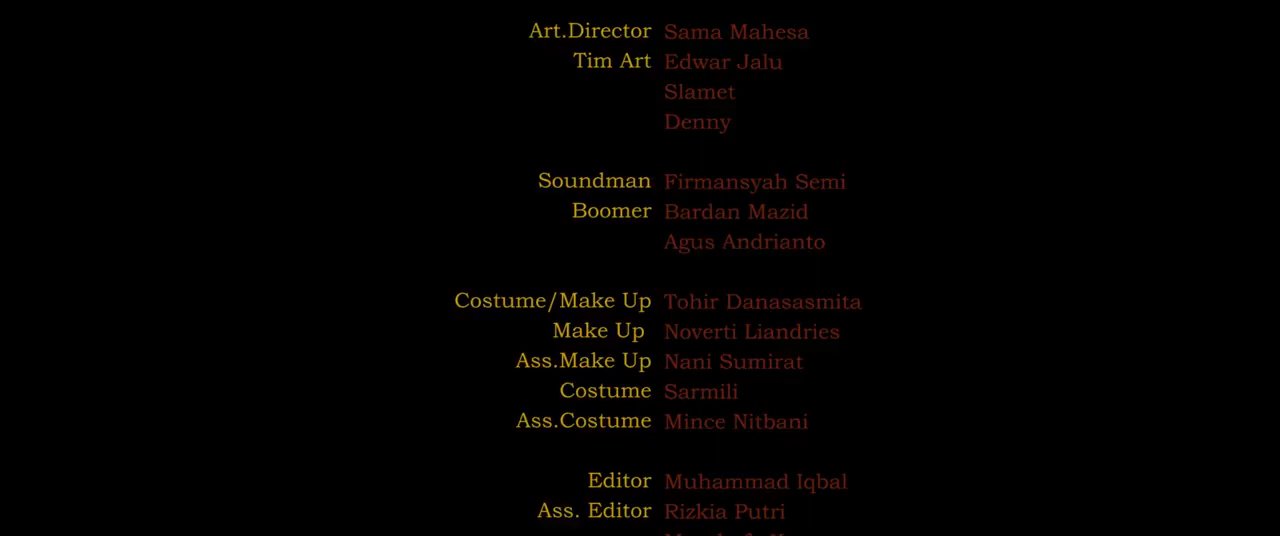 Art.Director Sama Mahesa
Tim Art Edwar Jalu
Slamet
Denny
Soundman Firmansyah Semi
Boomer Bardan Mazid
Agus Andrianto
Costume/Make Up Tohir Danasasmita
Make Up Noverti Liandries
Ass.Make Up Nani Sumirat
Costume Sarmili
Ass.Costume Mince Nitbani
Editor Muhammad Iqbal
Ass. Editor Rizkia Putri